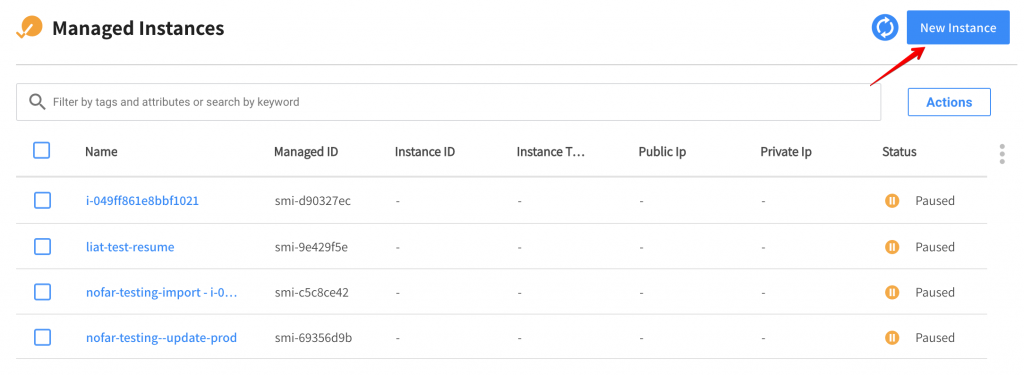 Managed Instances
New Instance
Filter by tags and attributes or search by keyword
Actions
Name Managed ID Instance ID Instance T... Public Ip Private Ip Status
i-049ff861e8bbf1021 smi-d90327ec - - - - Paused
liat-test-resume smi-9e429f5e - - - - Paused
nofar-testing-import - i-0... smi-c5c8ce42 - - - - Paused
nofar-testing--update-prod smi-69356d9b - - - - Paused